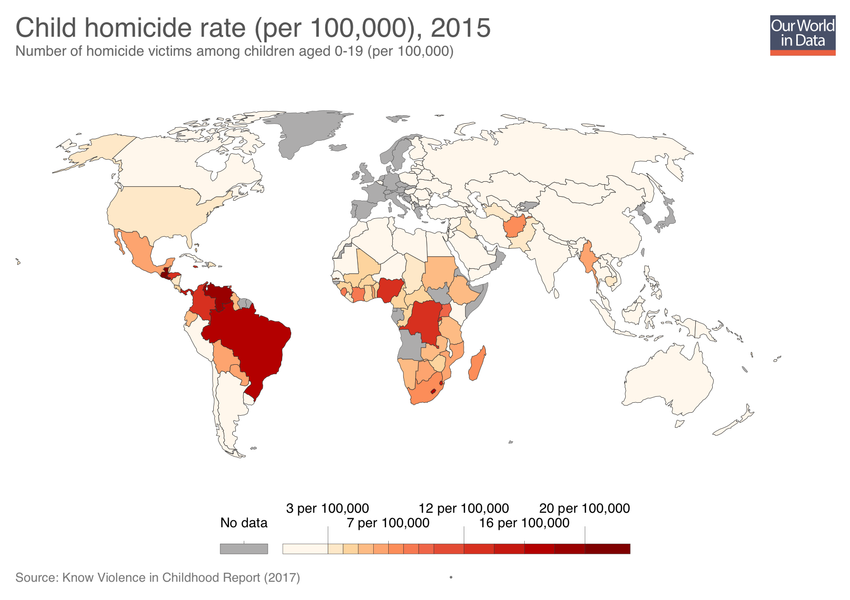 Child homicide rate (per 100,000), 2015
Number of homicide victims among children aged 0-19 (per 100,000)
Our World
in Data
3 per 100,000 12 per 100,000 20 per 100,000
No data 7 per 100,000 16 per 100,000
Source: Know Violence in Childhood Report (2017) •